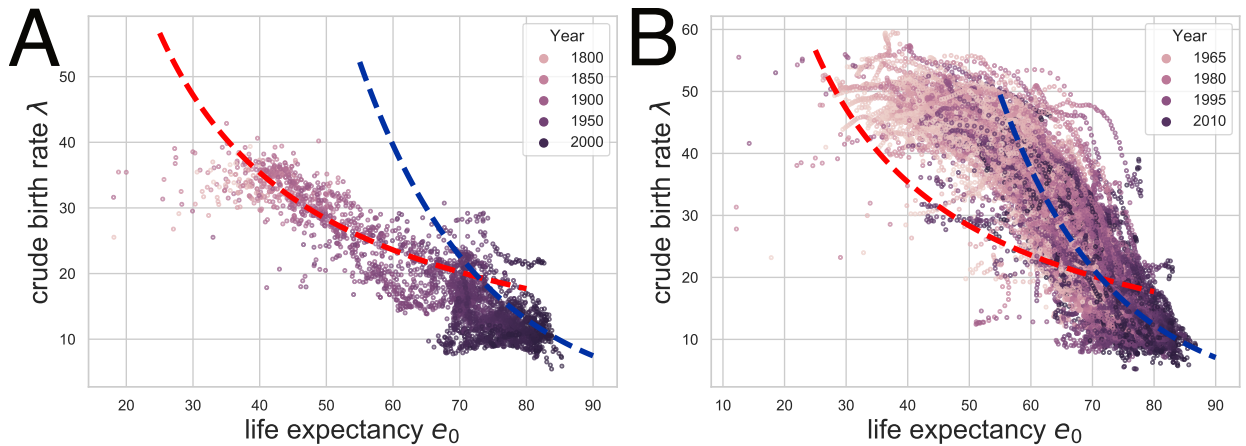 A
Year
1800
1850
1900
1950
2000
50
40
30
20
10
crude birth rate λ
20 30 40 50 60 70 80 90
life expectancy e₀
B
Year
1965
1980
1995
2010
60
50
40
30
20
10
crude birth rate λ
10 20 30 40 50 60 70 80 90
life expectancy e₀